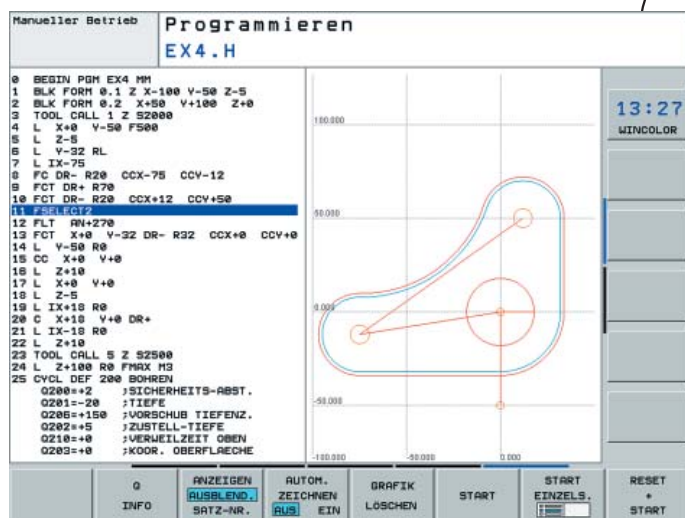 Manueller Betrieb
Programmieren
EX4.H
0 BEGIN PGM EX4 MM
1 BLK FORM 0.1 Z X-100 Y-50 Z-5
2 BLK FORM 0.2 X+50 Y+100 Z+0
3 TOOL CALL 1 Z S2000
4 L X+0 Y-50 F500
5 L Z-5
6 L Y-32 RL
7 L IX-75
8 FC DR- R20 CCX-75 CCY-12
9 FCT DR+ R70
10 FCT DR- R20 CCX+12 CCY+50
11 FSELECT2
12 FLT AN+270
13 FCT X+0 Y-32 DR- R32 CCX+0 CCY+0
14 L Y-50 R0
15 CC X+0 Y+0
16 L Z+10
17 L X+0 Y+0
18 L Z-5
19 L IX+18 R0
20 C X+18 Y+0 DR+
21 L IX-18 R0
22 L Z+10
23 TOOL CALL 5 Z S2500
24 L Z+100 R0 FMAX M3
25 CYCL DEF 200 BOHREN
Q200=+2 ;SICHERHEITS-ABST.
Q201=-20 ;TIEFE
Q206=+150 ;VORSCHUB TIEFENZ.
Q202=+5 ;ZUSTELL-TIEFE
Q210=+0 ;VERWEILZEIT OBEN
Q203=+0 ;KOOR. OBERFLAECHE
100.000
50.000
0.000
-50.000
-100.000
-50.000
0.000
13:27
WINCOLOR
Q
INFO
ANZEIGEN
AUSBLEND.
SATZ-NR.
AUTOM.
ZEICHNEN
AUS EIN
GRAFIK
LÖSCHEN
START
START
EINZELS.
RESET
+
START